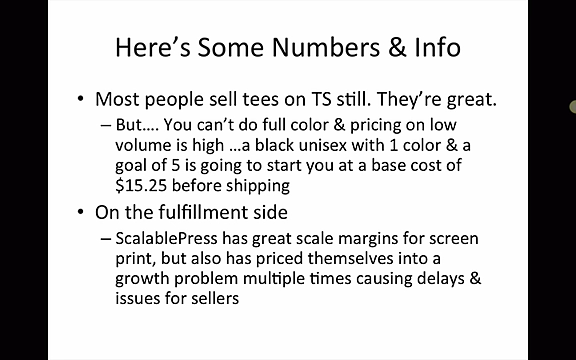 Here's Some Numbers & Info
• Most people sell tees on TS still. They're great.
– But…. You can't do full color & pricing on low
volume is high …a black unisex with 1 color & a
goal of 5 is going to start you at a base cost of
$15.25 before shipping
• On the fulfillment side
– ScalablePress has great scale margins for screen
print, but also has priced themselves into a
growth problem multiple times causing delays &
issues for sellers